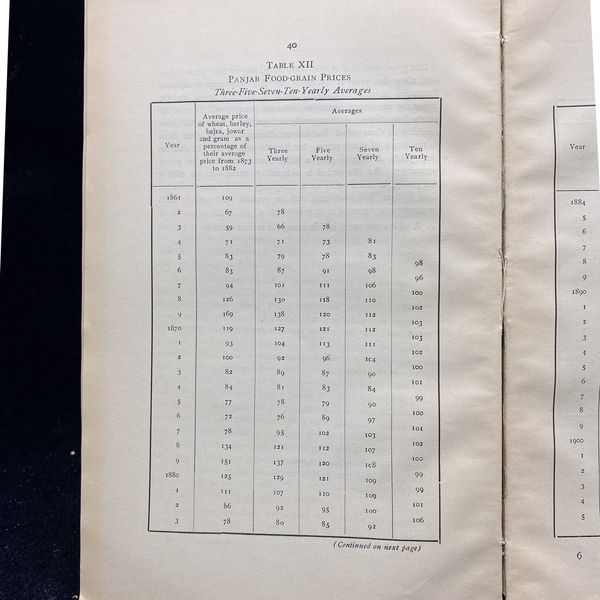 40
TABLE XII
PANJAB FOOD-GRAIN PRICES
Three-Five-Seven-Ten-Yearly Averages
Year
Average price
of wheat, barley,
bajra, jowar
and gram as a
percentage of
their average
price from 1873
to 1882
Averages
Three
Yearly
Five
Yearly
Seven
Yearly
Ten
Yearly
1861 109
2 67 78
3 59 66 78
4 71 71 73 81
5 83 79 78 83 98
6 83 87 91 98 96
7 94 101 111 106 100
8 126 130 118 110 102
9 169 138 120 112 103
1870 119 127 121 112 103
1 93 104 113 111 102
2 100 92 96 104 100
3 82 89 87 90 101
4 84 81 83 84 99
5 77 78 79 90 100
6 72 76 89 97 101
7 78 95 102 103 102
8 134 121 112 107 100
9 151 137 120 108 99
1880 125 129 121 109 99
1 111 107 110 109 101
2 86 92 95 100 106
3 78 80 85 92
(Continued on next page)
Year
1884
5
6
7
8
9
1890
1
2
3
4
5
6
7
8
9
1900
1
2
3
4
5
6